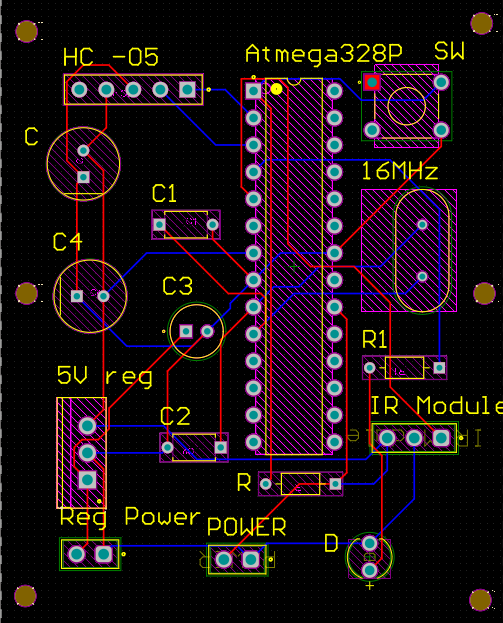 HC -05
Atmega328P
SW
C
C1
16MHz
C4
C3
R1
5V reg
IR Module
C2
R
Reg Power
POWER
D
+